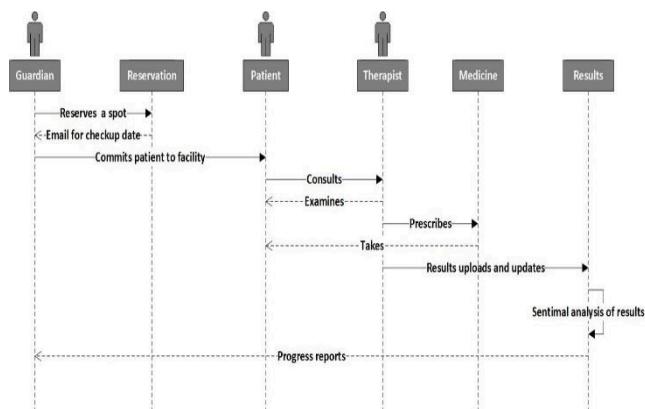 Guardian
Reservation
Patient
Therapist
Medicine
Results
Reserves a spot
Email for checkup date
Commits patient to facility
Consults
Examines
Prescribes
Takes
Results uploads and updates
Sentimal analysis of results
Progress reports